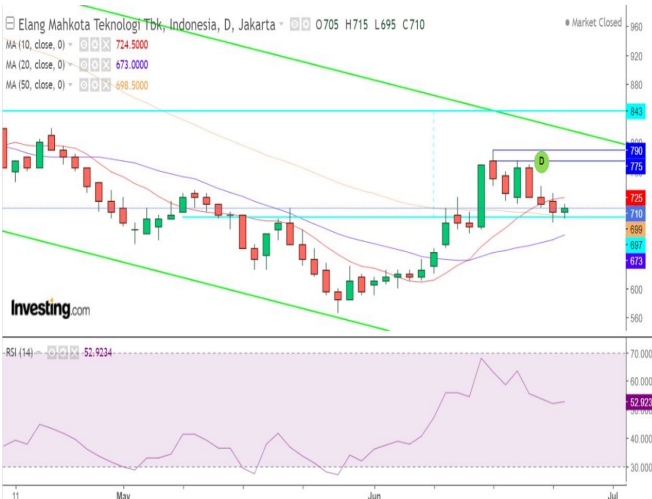 Elang Mahkota Teknologi Tbk, Indonesia, D, Jakarta O705 H715 L695 C710
Market Closed
MA (10, close, 0) 724.5000
MA (20, close, 0) 673.0000
MA (50, close, 0) 698.5000
960
920
880
843
790
775
725
710
699
697
673
600
560
D
Investing.com
RSI (14) 52.9234
70.000
60.000
52.923
40.000
30.000
11 May Jun Jul